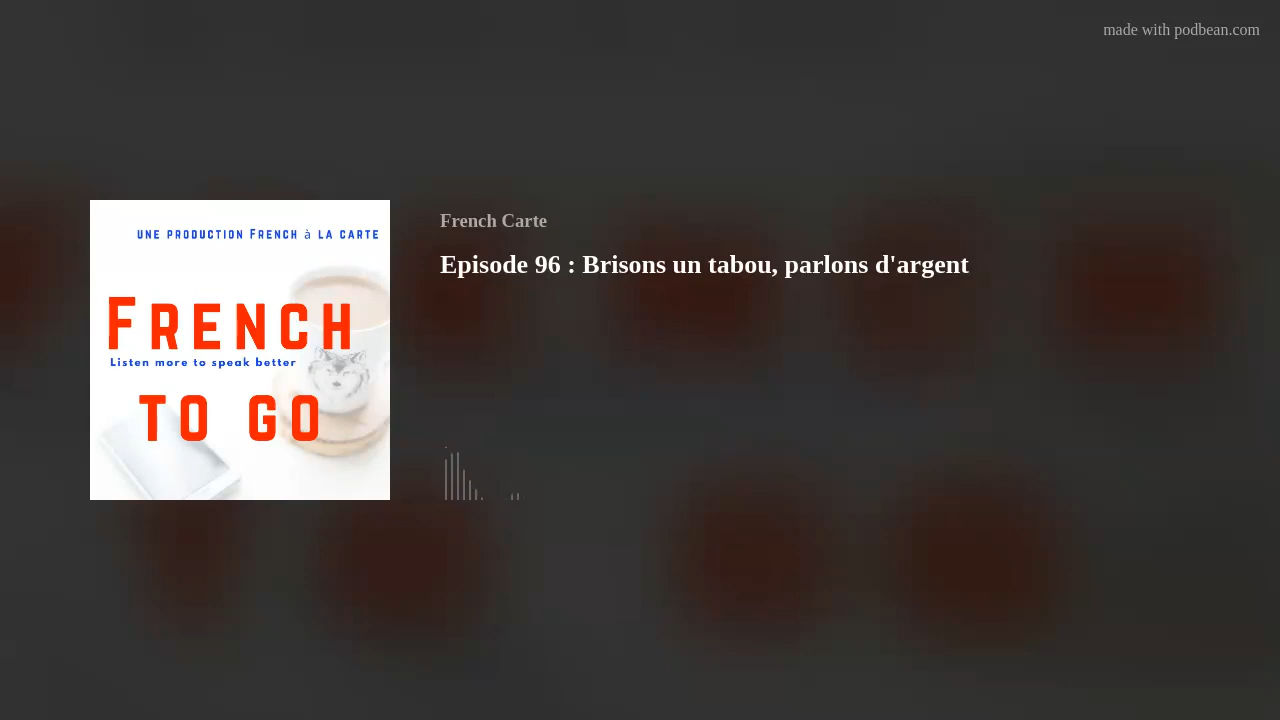 made with podbean.com
UNE PRODUCTION FRENCH à LA CARTE
FRENCH
Listen more to speak better
TO GO
French Carte
Episode 96 : Brisons un tabou, parlons d'argent